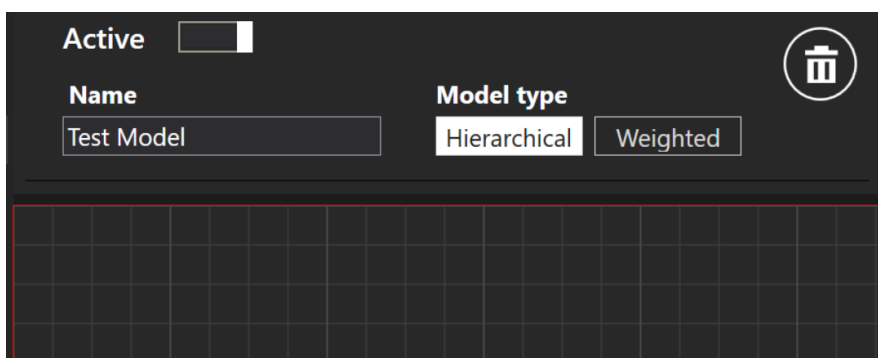 Active
Name
Model type
Test Model
Hierarchical
Weighted